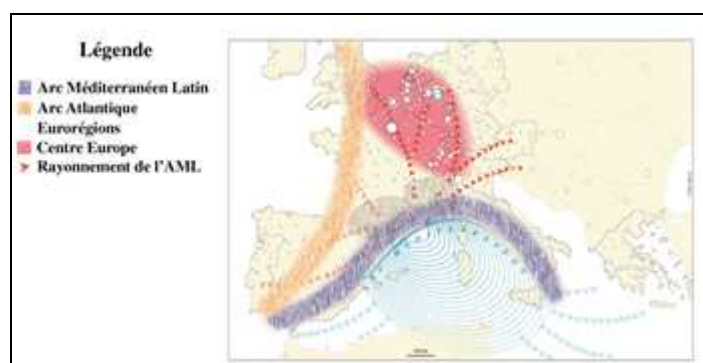 Légende
Arc Méditerranéen Latin
Arc Atlantique
Eurorégions
Centre Europe
Rayonnement de l'AML